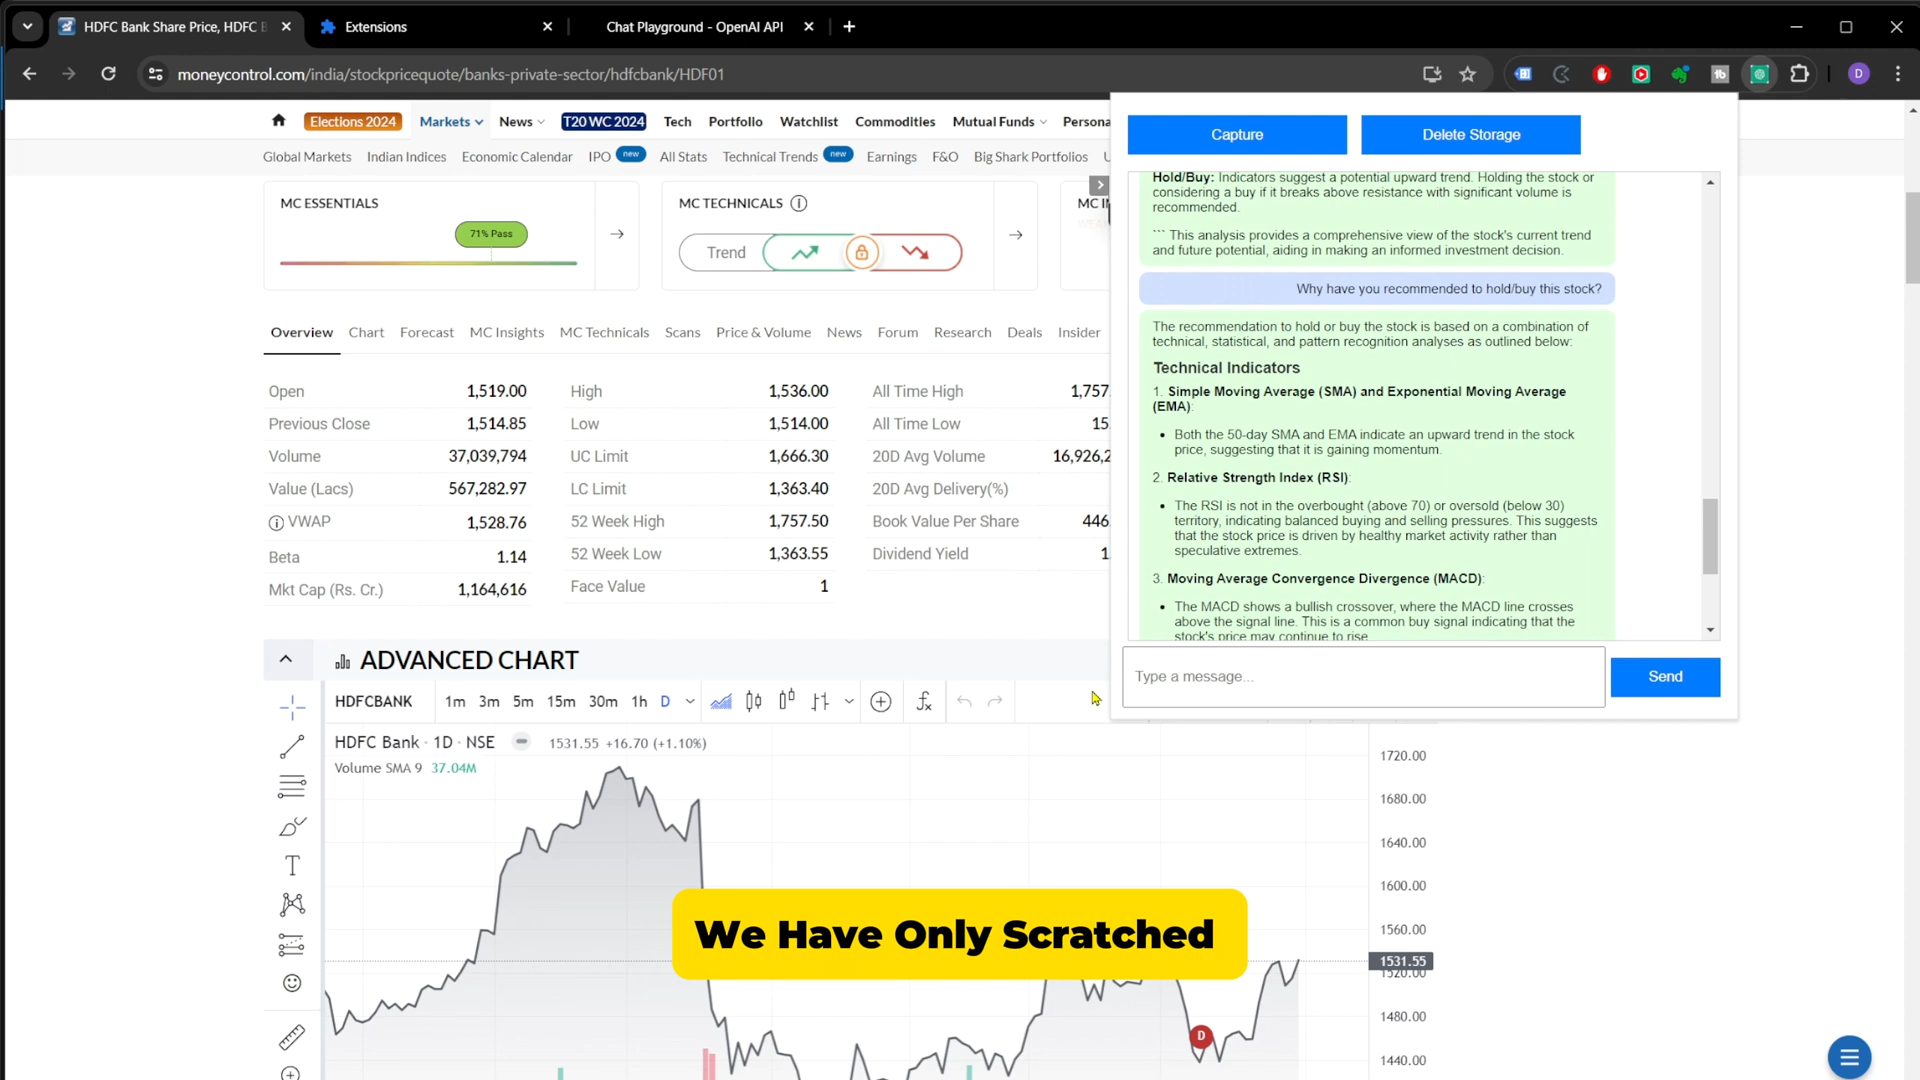 HDFC Bank Share Price, HDFC B
Extensions
Chat Playground - OpenAI API
moneycontrol.com/india/stockpricequote/banks-private-sector/hdfcbank/HDF01
D
Elections 2024
Markets
News
T20 WC 2024
Tech
Portfolio
Watchlist
Commodities
Mutual Funds
Persona
Global Markets
Indian Indices
Economic Calendar
IPO
new
All Stats
Technical Trends
new
Earnings
F&O
Big Shark Portfolios
MC ESSENTIALS
71% Pass
MC TECHNICALS
Trend
Overview
Chart
Forecast
MC Insights
MC Technicals
Scans
Price & Volume
News
Forum
Research
Deals
Insider
Open 1,519.00
Previous Close 1,514.85
Volume 37,039,794
Value (Lacs) 567,282.97
VWAP 1,528.76
Beta 1.14
Mkt Cap (Rs. Cr.) 1,164,616
High 1,536.00
Low 1,514.00
UC Limit 1,666.30
LC Limit 1,363.40
52 Week High 1,757.50
52 Week Low 1,363.55
Face Value 1
All Time High 1,757.
All Time Low 15.
20D Avg Volume 16,926,2
20D Avg Delivery(%)
Book Value Per Share 446.
Dividend Yield 1.
Capture
Delete Storage
Hold/Buy: Indicators suggest a potential upward trend. Holding the stock or
considering a buy if it breaks above resistance with significant volume is
recommended.
``` This analysis provides a comprehensive view of the stock's current trend
and future potential, aiding in making an informed investment decision.
Why have you recommended to hold/buy this stock?
The recommendation to hold or buy the stock is based on a combination of
technical, statistical, and pattern recognition analyses as outlined below:
Technical Indicators
1. Simple Moving Average (SMA) and Exponential Moving Average
(EMA):
• Both the 50-day SMA and EMA indicate an upward trend in the stock
price, suggesting that it is gaining momentum.
2. Relative Strength Index (RSI):
• The RSI is not in the overbought (above 70) or oversold (below 30)
territory, indicating balanced buying and selling pressures. This suggests
that the stock price is driven by healthy market activity rather than
speculative extremes.
3. Moving Average Convergence Divergence (MACD):
• The MACD shows a bullish crossover, where the MACD line crosses
above the signal line. This is a common buy signal indicating that the
stock's price may continue to rise
Type a message...
Send
ADVANCED CHART
HDFCBANK
1m 3m 5m 15m 30m 1h D
HDFC Bank · 1D · NSE
1531.55 +16.70 (+1.10%)
Volume SMA 9 37.04M
1720.00
1680.00
1640.00
1600.00
1560.00
1531.55
1520.00
1480.00
1440.00
D
We Have Only Scratched